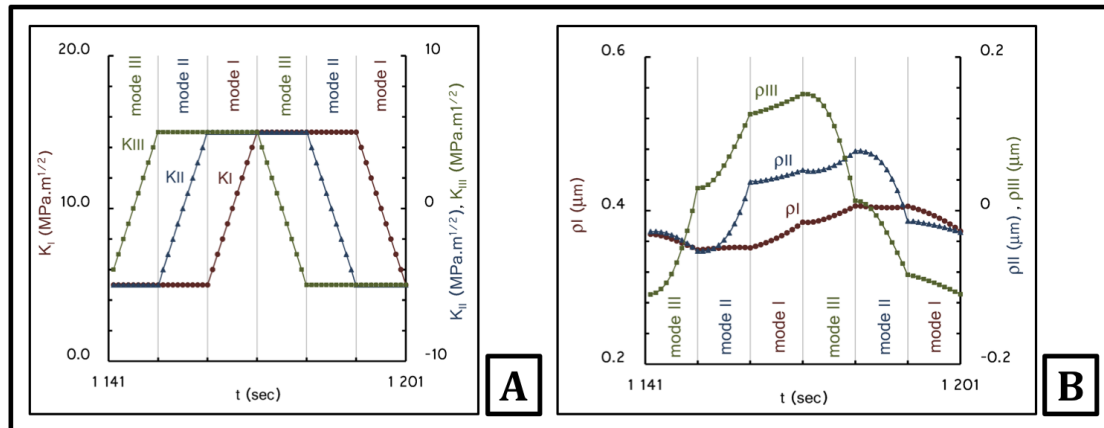 20.0
10
mode III
mode II
mode I
mode III
mode II
mode I
KIII
KII
KI
K_I (MPa.m^1/2)
10.0
0
K_II (MPa.m^1/2), K_III (MPa.m1^1/2)
0.0
-10
1 141
1 201
t (sec)
A
0.6
0.2
ρIII
ρII
ρI
ρI (μm)
0.4
0
ρII (μm) , ρIII (μm)
mode III
mode II
mode I
mode III
mode II
mode I
0.2
-0.2
1 141
1 201
t (sec)
B